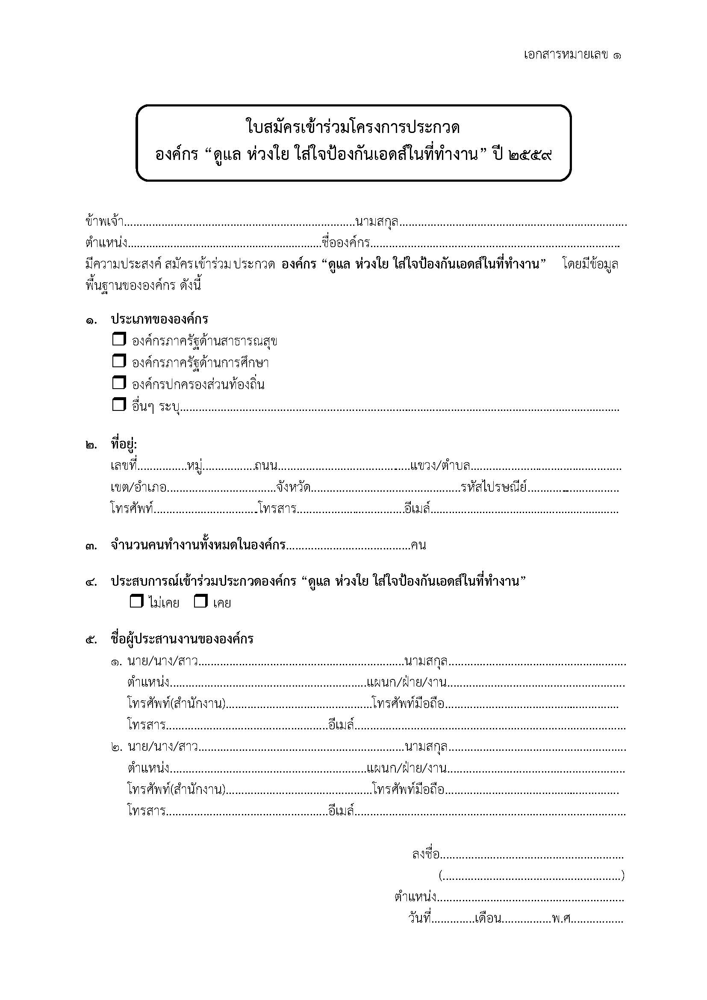 เอกสารหมายเลข ๑
ใบสมัครเข้าร่วมโครงการประกวด
องค์กร “ดูแล ห่วงใย ใส่ใจป้องกันเอดส์ในที่ทำงาน” ปี ๒๕๕๙
ข้าพเจ้า..........................................................................นามสกุล.........................................................................
ตำแหน่ง..............................................................ชื่อองค์กร................................................................................
มีความประสงค์ สมัครเข้าร่วมประกวด องค์กร “ดูแล ห่วงใย ใส่ใจป้องกันเอดส์ในที่ทำงาน” โดยมีข้อมูล
พื้นฐานขององค์กร ดังนี้
๑. ประเภทขององค์กร
❒ องค์กรภาครัฐด้านสาธารณสุข
❒ องค์กรภาครัฐด้านการศึกษา
❒ องค์กรปกครองส่วนท้องถิ่น
❒ อื่นๆ ระบุ.............................................................................................................................................
๒. ที่อยู่:
เลขที่................หมู่.................ถนน...........................................แขวง/ตำบล................................................
เขต/อำเภอ...................................จังหวัด................................................รหัสไปรษณีย์.............................
โทรศัพท์.................................โทรสาร...................................อีเมล์............................................................
๓. จำนวนคนทำงานทั้งหมดในองค์กร........................................คน
๔. ประสบการณ์เข้าร่วมประกวดองค์กร “ดูแล ห่วงใย ใส่ใจป้องกันเอดส์ในที่ทำงาน”
❒ ไม่เคย ❒ เคย
๕. ชื่อผู้ประสานงานขององค์กร
๑. นาย/นาง/สาว..................................................................นามสกุล.........................................................
ตำแหน่ง...............................................................แผนก/ฝ่าย/งาน.........................................................
โทรศัพท์(สำนักงาน)...............................................โทรศัพท์มือถือ........................................................
โทรสาร....................................................อีเมล์.......................................................................................
๒. นาย/นาง/สาว..................................................................นามสกุล.........................................................
ตำแหน่ง...............................................................แผนก/ฝ่าย/งาน.........................................................
โทรศัพท์(สำนักงาน)...............................................โทรศัพท์มือถือ........................................................
โทรสาร....................................................อีเมล์.......................................................................................
ลงชื่อ...........................................................
(.........................................................)
ตำแหน่ง............................................................
วันที่..............เดือน................พ.ศ.................